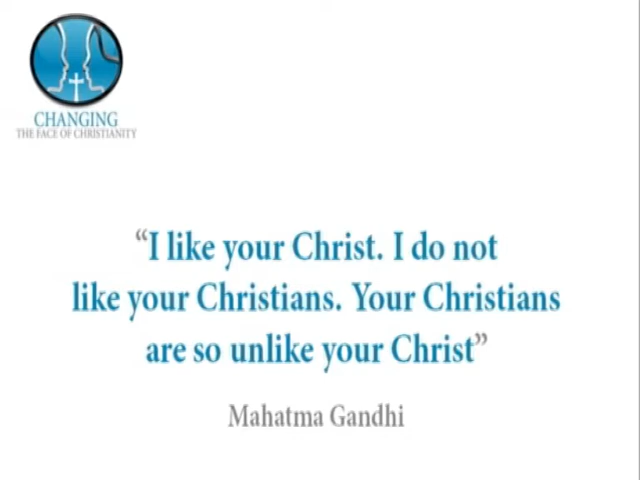 CHANGING
THE FACE OF CHRISTIANITY
“I like your Christ. I do not
like your Christians. Your Christians
are so unlike your Christ”
Mahatma Gandhi